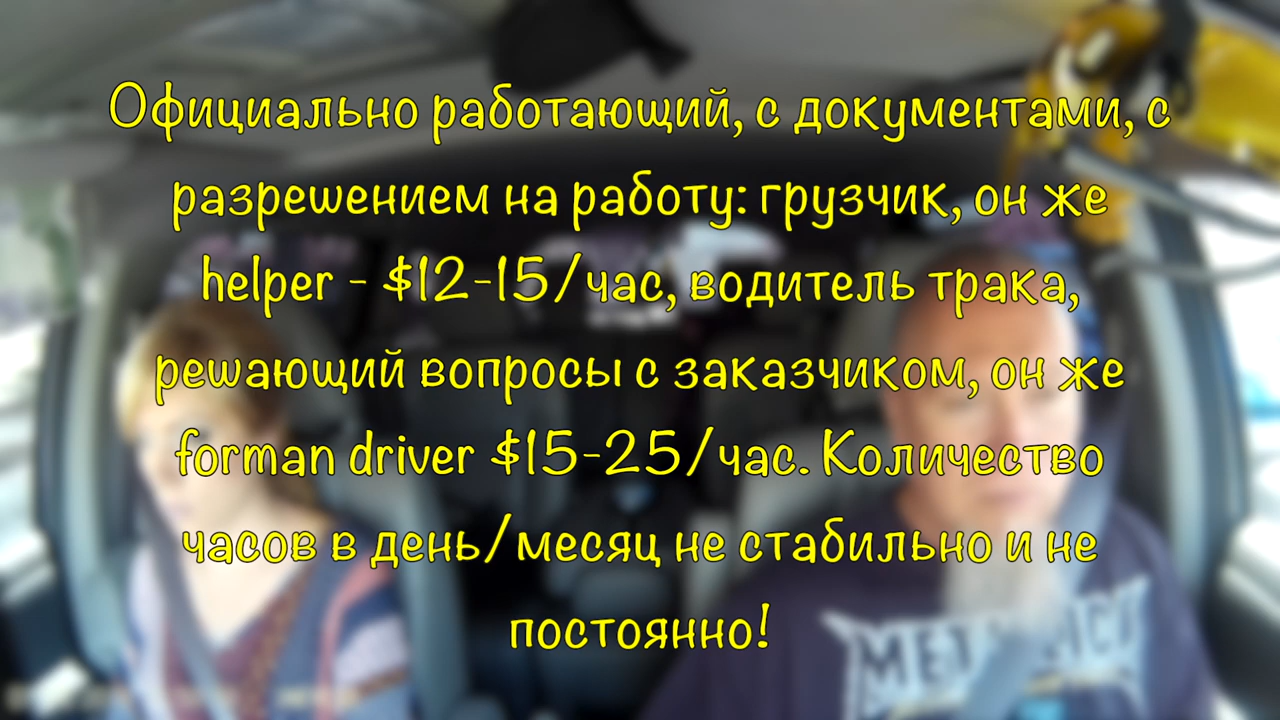 Официально работающий, с документами, с
разрешением на работу: грузчик, он же
helper - $12-15/час, водитель трака,
решающий вопросы с заказчиком, он же
forman driver $15-25/час. Количество
часов в день/месяц не стабильно и не
постоянно!